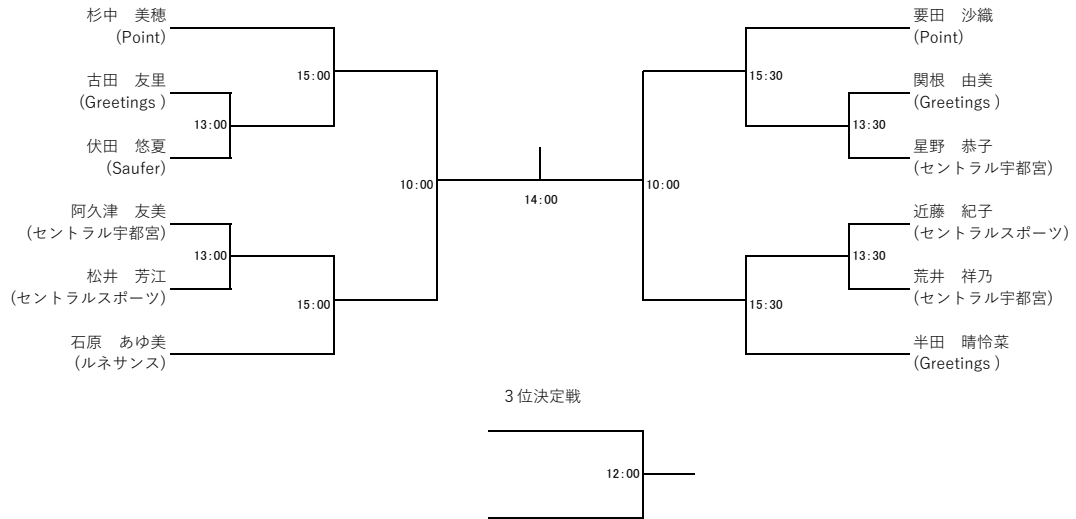 杉中　美穂
(Point)
15:00
古田　友里
(Greetings )
13:00
伏田　悠夏
(Saufer)
10:00
阿久津　友美
(セントラル宇都宮)
13:00
松井　芳江
(セントラルスポーツ)
15:00
石原　あゆ美
(ルネサンス)
14:00
要田　沙織
(Point)
15:30
関根　由美
(Greetings )
13:30
星野　恭子
(セントラル宇都宮)
10:00
近藤　紀子
(セントラルスポーツ)
13:30
荒井　祥乃
(セントラル宇都宮)
15:30
半田　晴怜菜
(Greetings )
３位決定戦
12:00